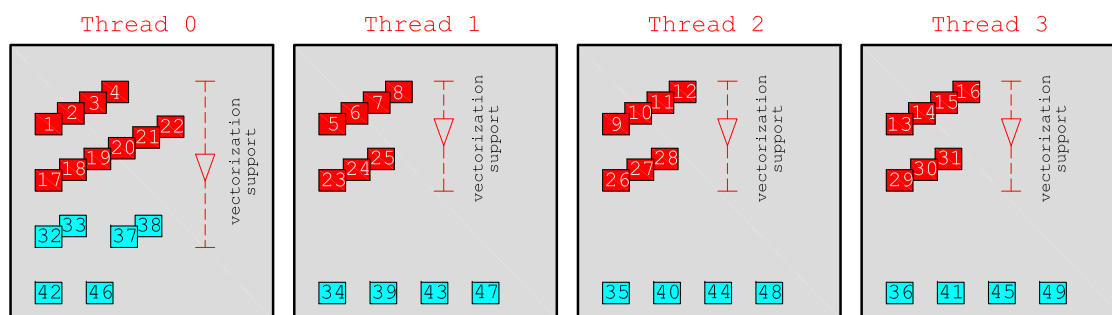 Thread 0
1 2 3 4
17 18 19 20 21 22
32 33 37 38
42 46
vectorization
support
Thread 1
5 6 7 8
23 24 25
34 39 43 47
vectorization
support
Thread 2
9 10 11 12
26 27 28
35 40 44 48
vectorization
support
Thread 3
13 14 15 16
29 30 31
36 41 45 49
vectorization
support